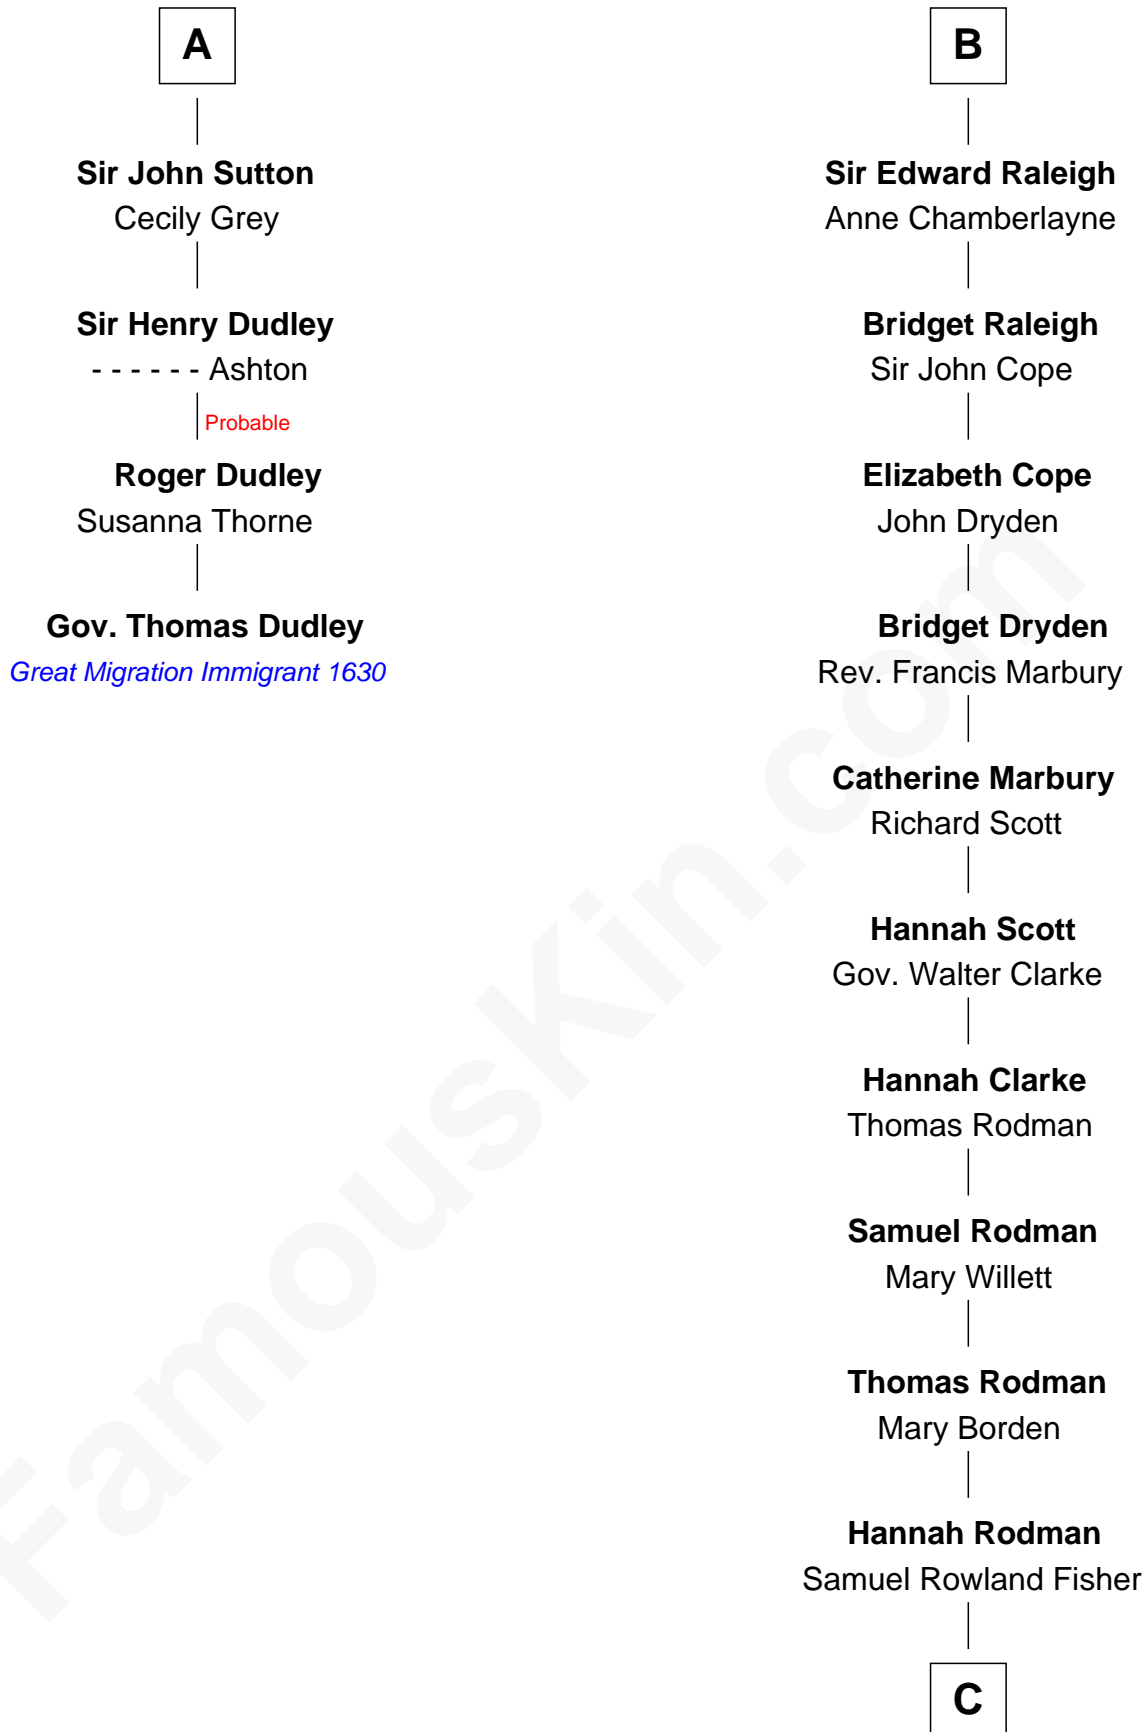 A
Sir John Sutton
Cecily Grey
Sir Henry Dudley
- - - - - - Ashton
Probable
Roger Dudley
Susanna Thorne
Gov. Thomas Dudley
Great Migration Immigrant 1630
B
Sir Edward Raleigh
Anne Chamberlayne
Bridget Raleigh
Sir John Cope
Elizabeth Cope
John Dryden
Bridget Dryden
Rev. Francis Marbury
Catherine Marbury
Richard Scott
Hannah Scott
Gov. Walter Clarke
Hannah Clarke
Thomas Rodman
Samuel Rodman
Mary Willett
Thomas Rodman
Mary Borden
Hannah Rodman
Samuel Rowland Fisher
C
FamousKin.com